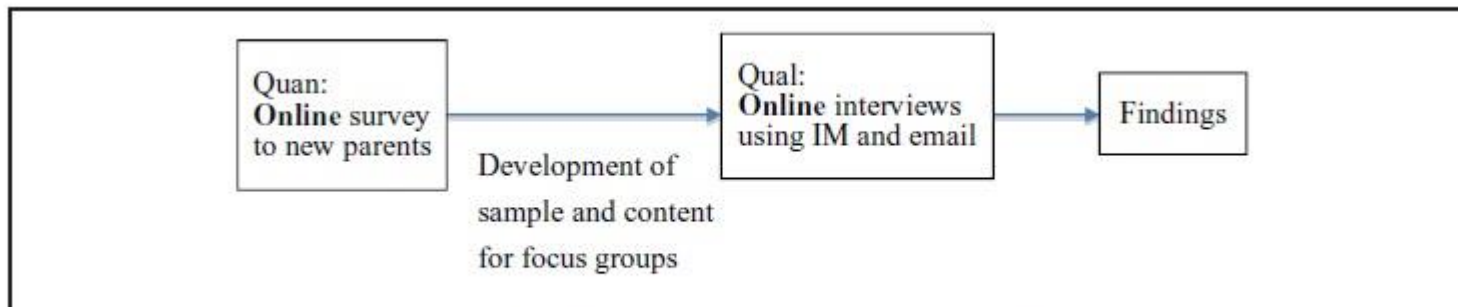 Quan:
Online survey
to new parents
Development of
sample and content
for focus groups
Qual:
Online interviews
using IM and email
Findings